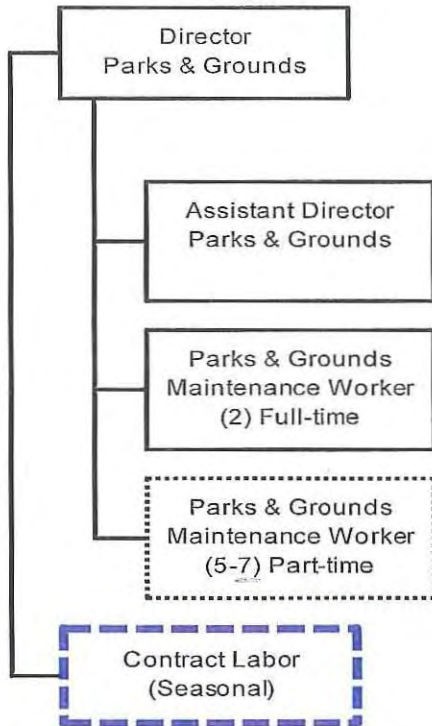 Director
Parks & Grounds
Assistant Director
Parks & Grounds
Parks & Grounds
Maintenance Worker
(2) Full-time
Parks & Grounds
Maintenance Worker
(5-7) Part-time
Contract Labor
(Seasonal)